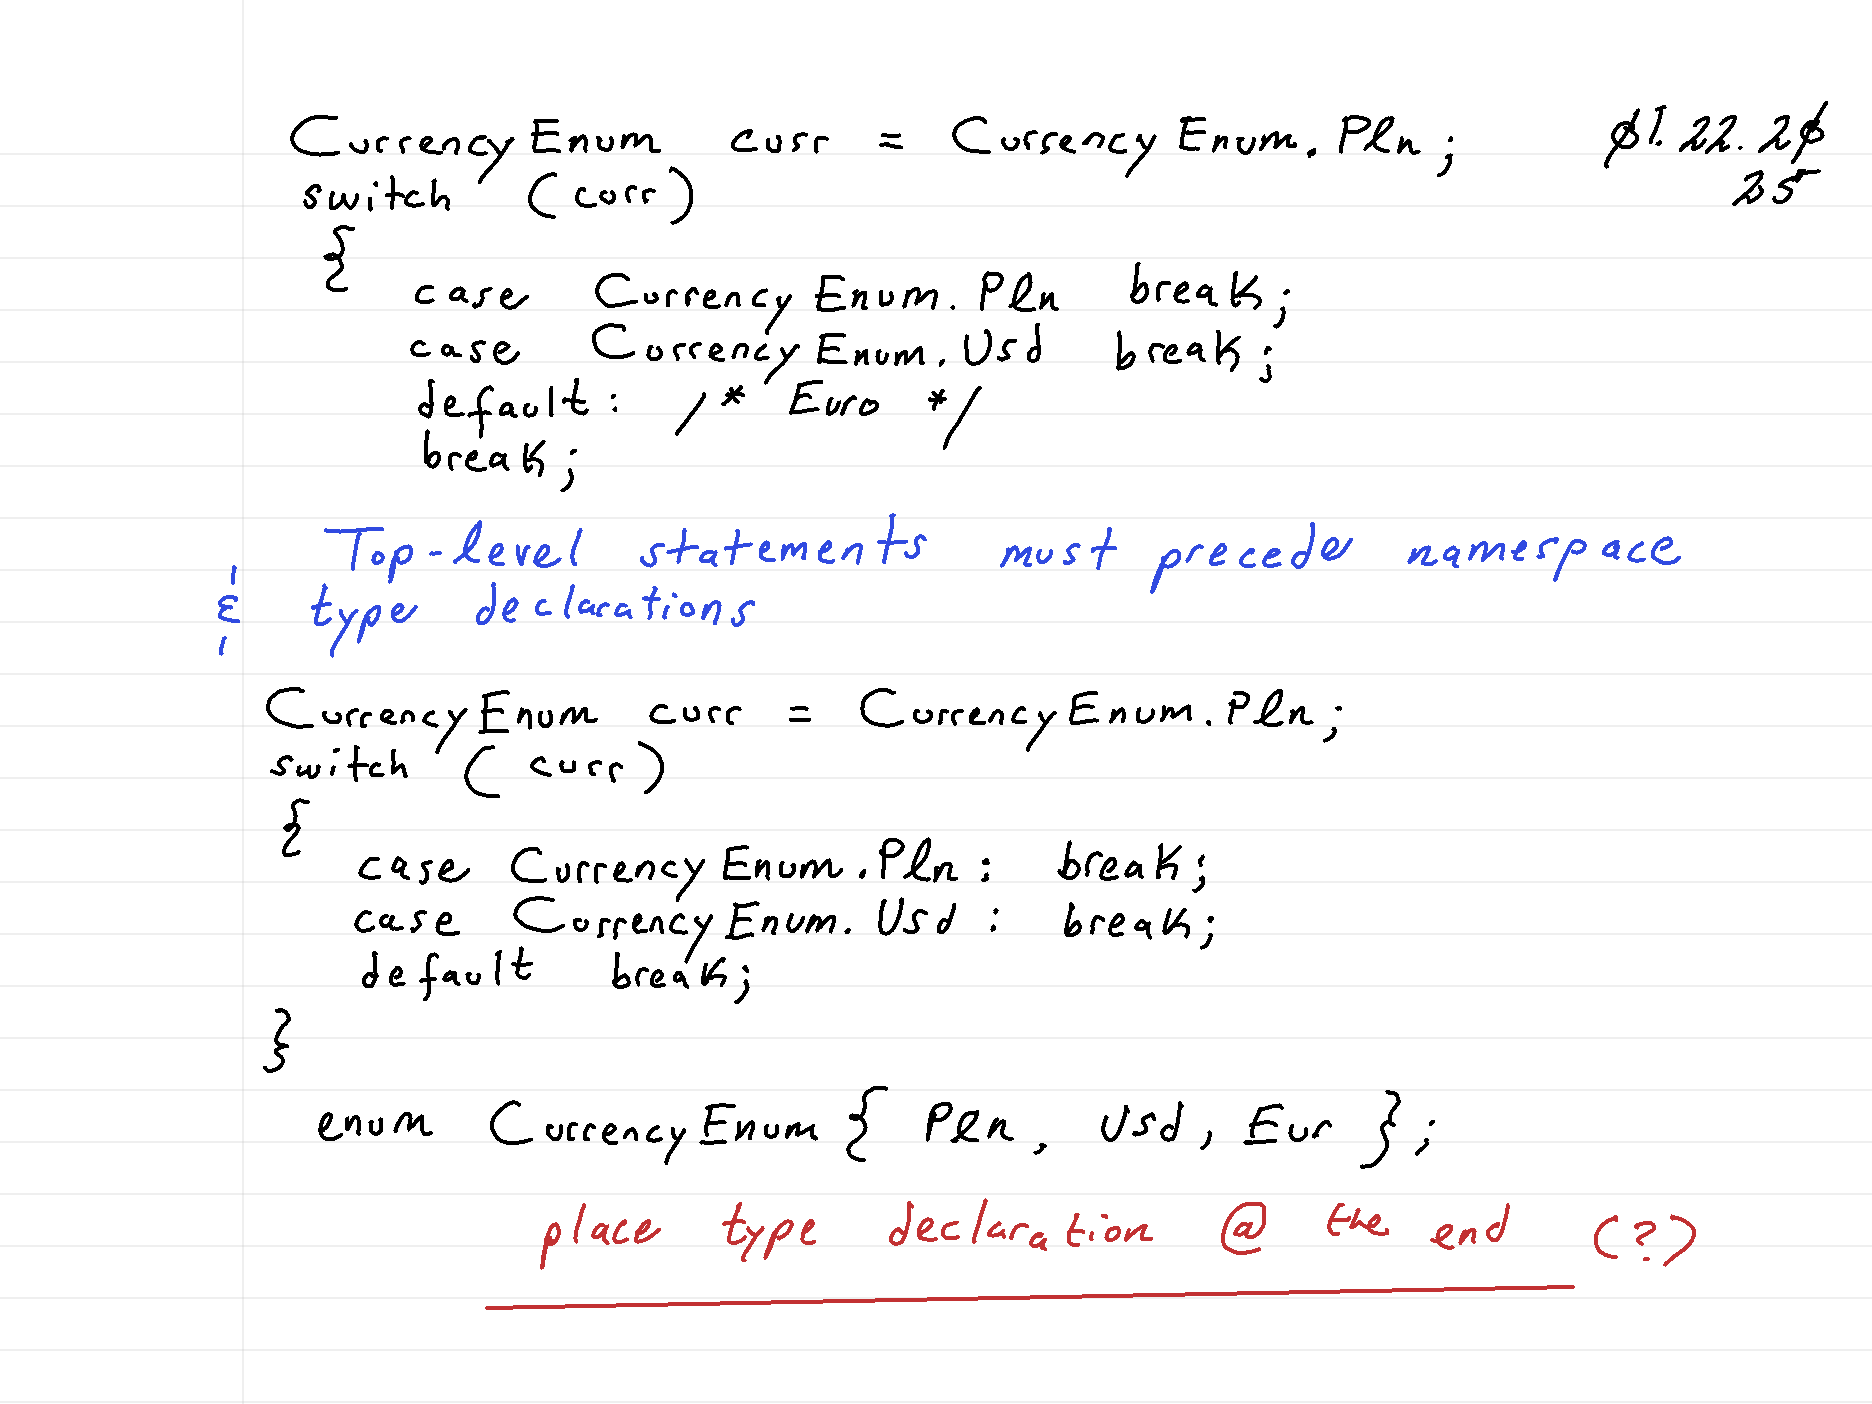 CurrencyEnum curr = CurrencyEnum.Pln; 01.22.20
25
switch (curr)
{
case CurrencyEnum.Pln break;
case CurrencyEnum.Usd break;
default: /* Euro */
break;
Top-level statements must precede namespace
& type declarations
CurrencyEnum curr = CurrencyEnum.Pln;
switch (curr)
{
case CurrencyEnum.Pln: break;
case CurrencyEnum.Usd: break;
default break;
}
enum CurrencyEnum { Pln, Usd, Eur };
place type declaration @ the end (?)